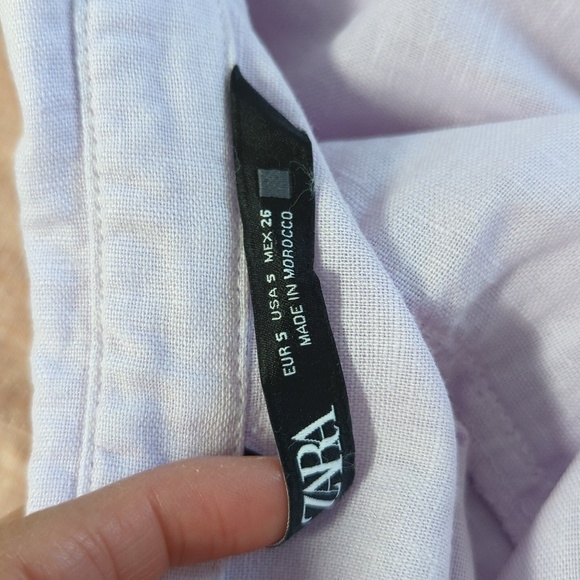 ZARA
EUR S USA S MEX 26
MADE IN MOROCCO